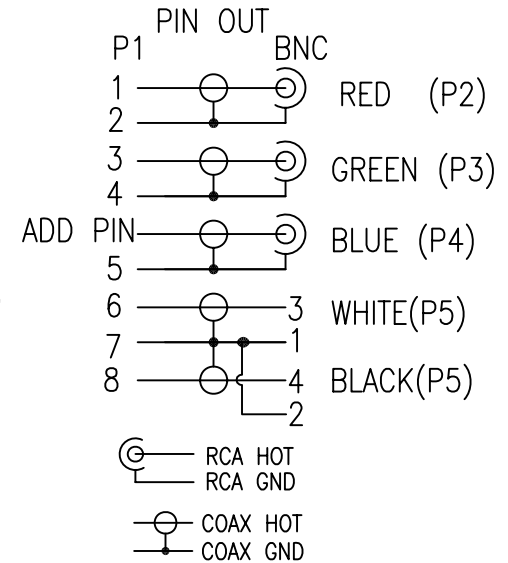 PIN OUT
P1 BNC
1 RED (P2)
2
3 GREEN (P3)
4
ADD PIN BLUE (P4)
5
6 3 WHITE(P5)
7 1
8 4 BLACK(P5)
2
RCA HOT
RCA GND
COAX HOT
COAX GND